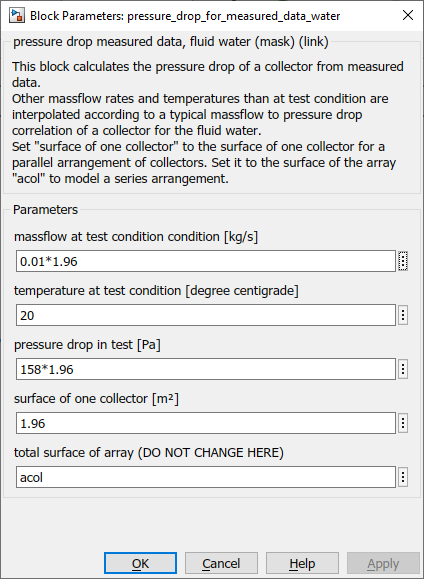 Block Parameters: pressure_drop_for_measured_data_water
pressure drop measured data, fluid water (mask) (link)
This block calculates the pressure drop of a collector from measured
data.
Other massflow rates and temperatures than at test condition are
interpolated according to a typical massflow to pressure drop
correlation of a collector for the fluid water.
Set "surface of one collector" to the surface of one collector for a
parallel arrangement of collectors. Set it to the surface of the array
"acol" to model a series arrangement.
Parameters
massflow at test condition condition [kg/s]
0.01*1.96
temperature at test condition [degree centigrade]
20
pressure drop in test [Pa]
158*1.96
surface of one collector [m²]
1.96
total surface of array (DO NOT CHANGE HERE)
acol
OK Cancel Help Apply